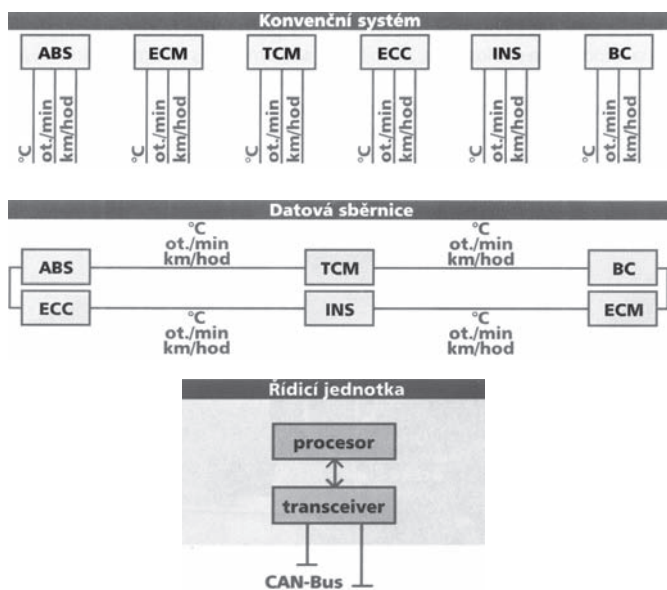 Konvenční systém
ABS ECM TCM ECC INS BC
°C ot./min km/hod °C ot./min km/hod °C ot./min km/hod °C ot./min km/hod °C ot./min km/hod °C ot./min km/hod
Datová sběrnice
°C °C
ot./min ot./min
km/hod km/hod
ABS TCM BC
ECC INS ECM
°C °C
ot./min ot./min
km/hod km/hod
Řídicí jednotka
procesor
transceiver
CAN-Bus